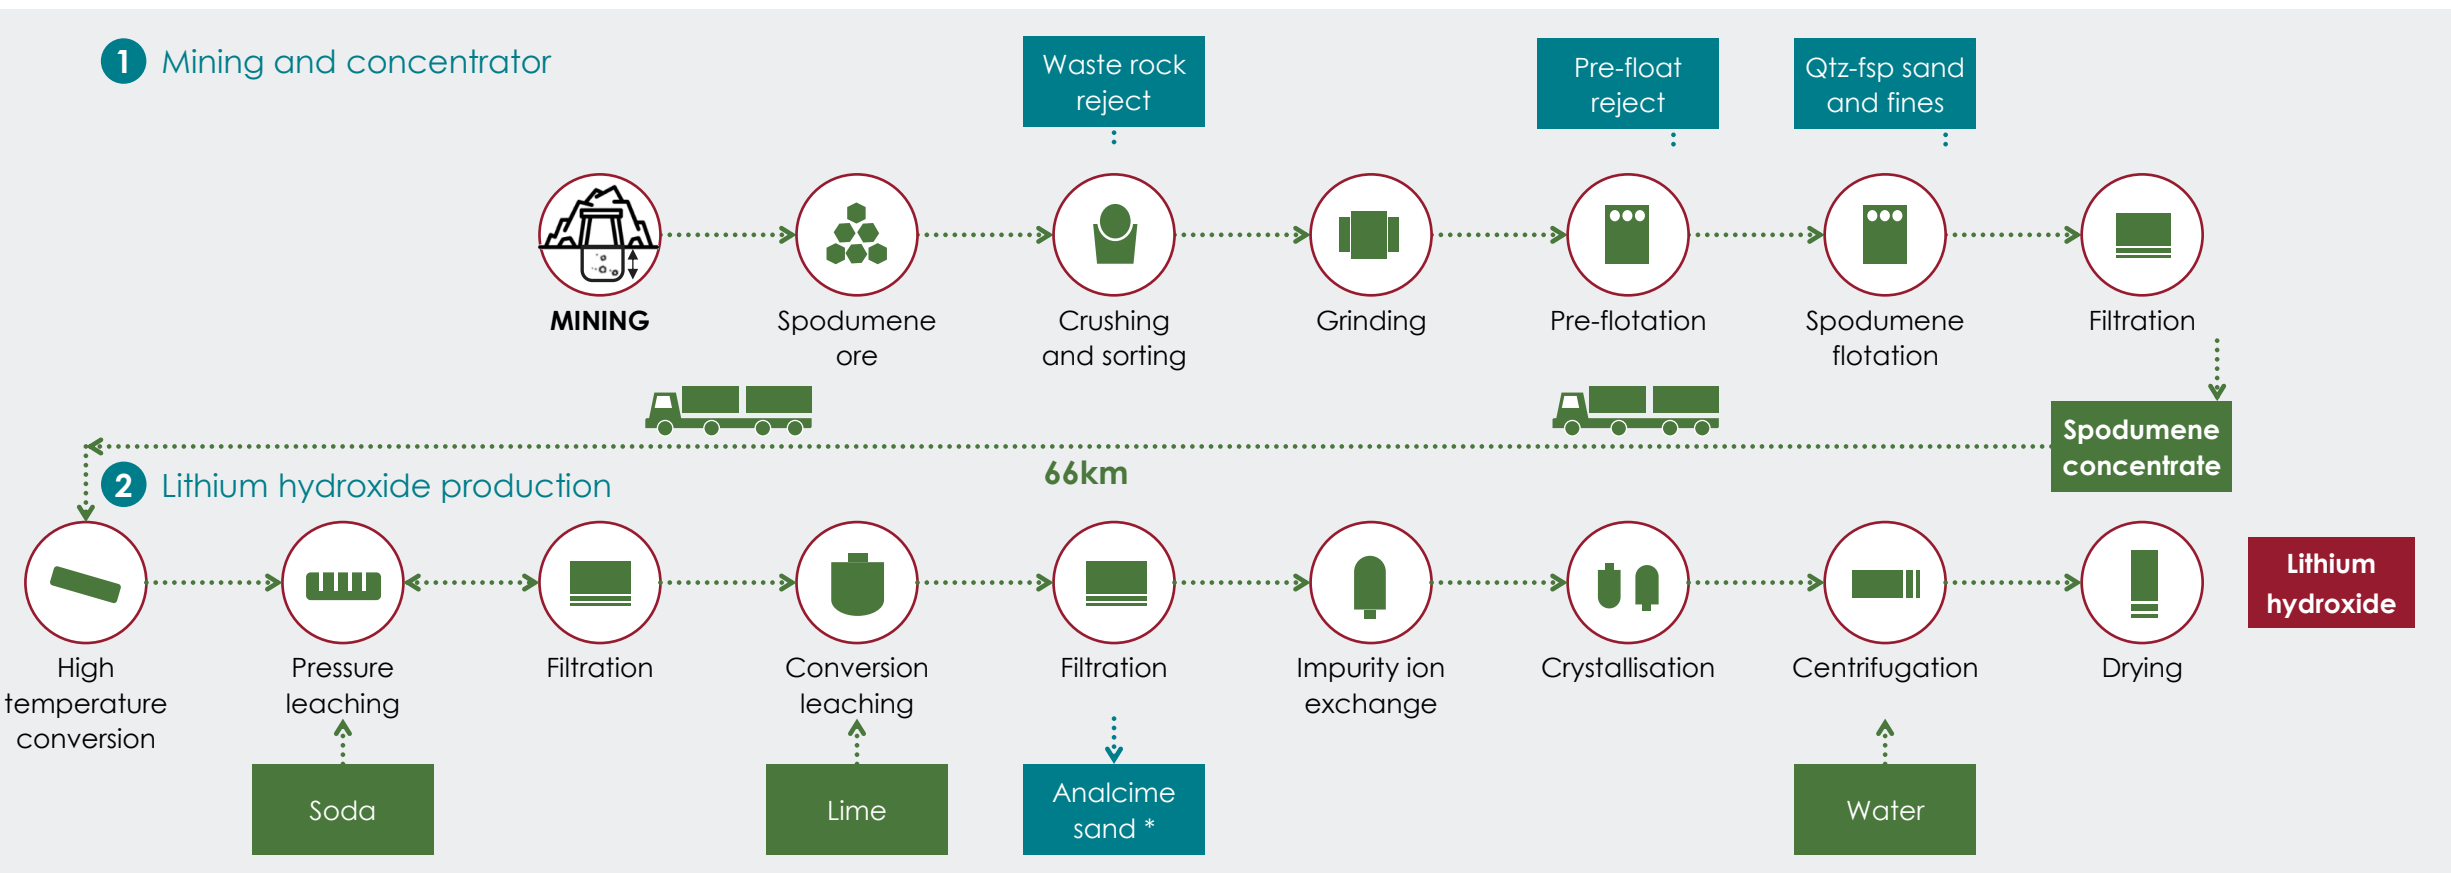 1 Mining and concentrator
Waste rock
reject
Pre-float
reject
Qtz-fsp sand
and fines
MINING
Spodumene
ore
Crushing
and sorting
Grinding
Pre-flotation
Spodumene
flotation
Filtration
Spodumene
concentrate
66km
2 Lithium hydroxide production
High
temperature
conversion
Pressure
leaching
Filtration
Conversion
leaching
Filtration
Impurity ion
exchange
Crystallisation
Centrifugation
Drying
Lithium
hydroxide
Soda
Lime
Analcime
sand *
Water